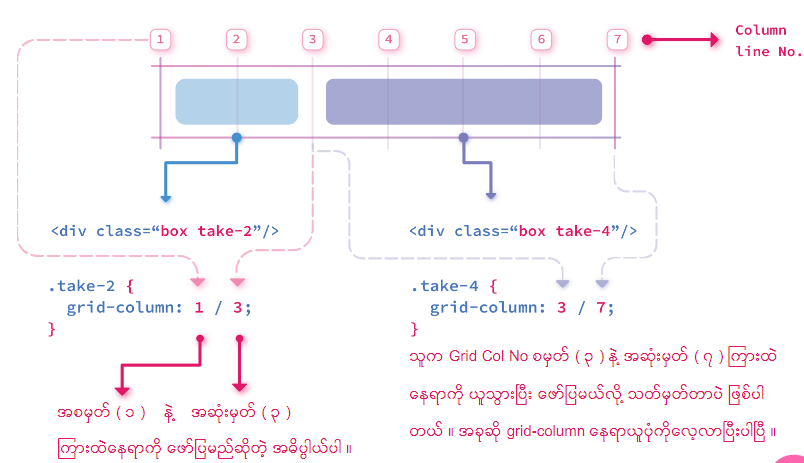 1 2 3 4 5 6 7
Column
line No.
<div class=“box take-2”/>
.take-2 {
grid-column: 1 / 3;
}
အစမှတ် ( ၁ ) နဲ့ အဆုံးမှတ် ( ၃ )
ကြားထဲနေရာကို ဖော်ပြမည်ဆိုတဲ့ အဓိပ္ပါယ်ပါ ။
<div class=“box take-4”/>
.take-4 {
grid-column: 3 / 7;
}
သူက Grid Col No စမှတ် ( ၃ ) နဲ့ အဆုံးမှတ် ( ၇ ) ကြားထဲ
နေရာကို ယူသွားပြီး ဖော်ပြမယ်လို့ သတ်မှတ်တာပဲ ဖြစ်ပါ
တယ် ။ အခုဆို grid-column နေရာယူပုံကိုလေ့လာပြီးပါပြီ ။